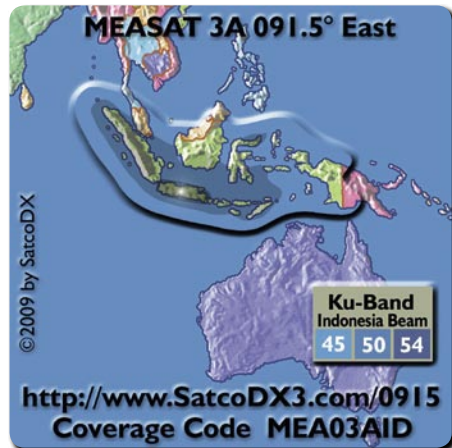 MEASAT 3A 091.5° East
©2009 by SatcoDX
Ku-Band
Indonesia Beam
45 50 54
http://www.SatcoDX3.com/0915
Coverage Code MEA03AID